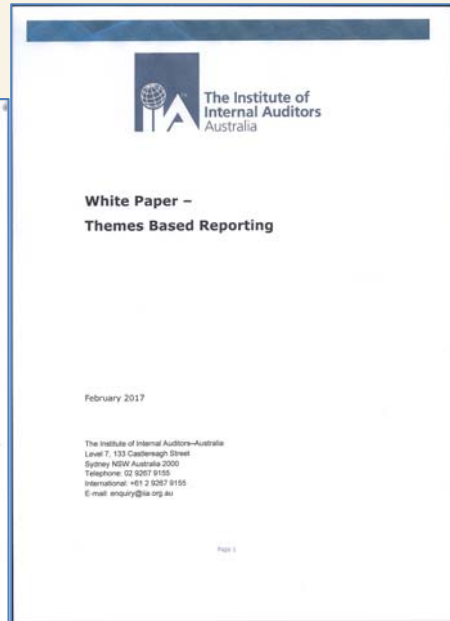 IIA
The Institute of
Internal Auditors
Australia
White Paper –
Themes Based Reporting
February 2017
The Institute of Internal Auditors–Australia
Level 7, 133 Castlereagh Street
Sydney NSW Australia 2000
Telephone: 02 9267 9155
International: +61 2 9267 9155
E-mail: enquiry@iia.org.au
Page 1